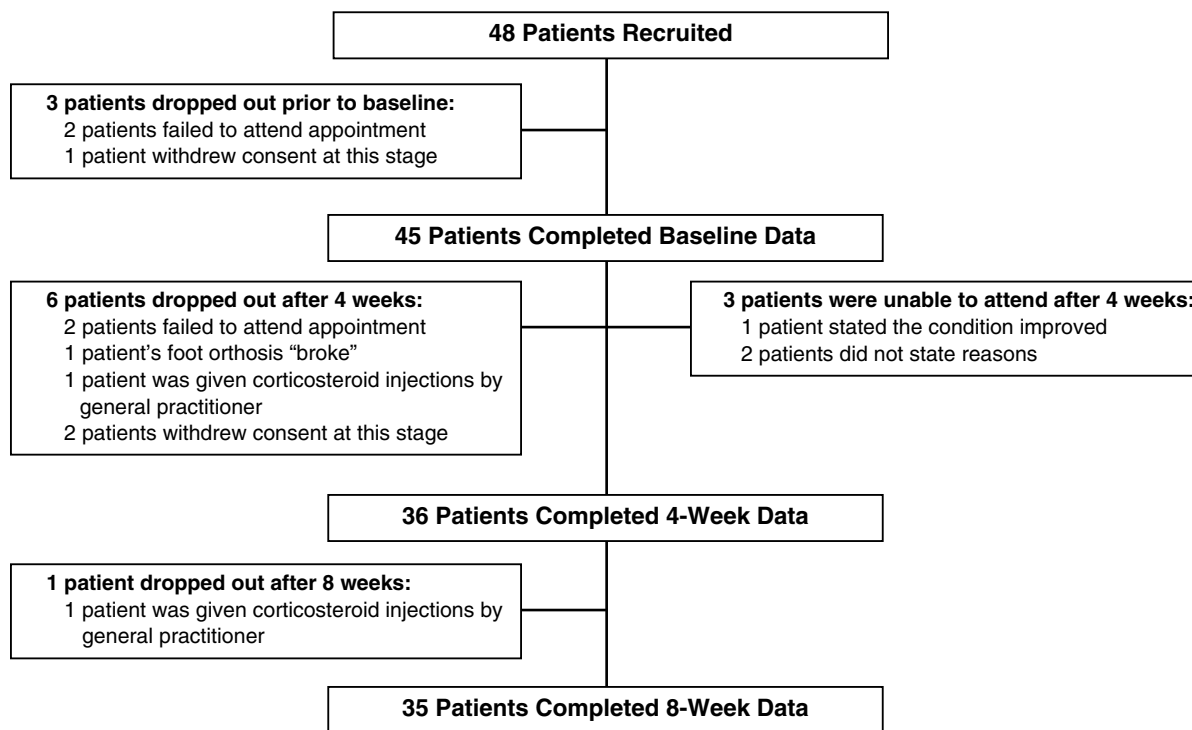 48 Patients Recruited
3 patients dropped out prior to baseline:
2 patients failed to attend appointment
1 patient withdrew consent at this stage
45 Patients Completed Baseline Data
6 patients dropped out after 4 weeks:
2 patients failed to attend appointment
1 patient’s foot orthosis “broke”
1 patient was given corticosteroid injections by
general practitioner
2 patients withdrew consent at this stage
3 patients were unable to attend after 4 weeks:
1 patient stated the condition improved
2 patients did not state reasons
36 Patients Completed 4-Week Data
1 patient dropped out after 8 weeks:
1 patient was given corticosteroid injections by
general practitioner
35 Patients Completed 8-Week Data